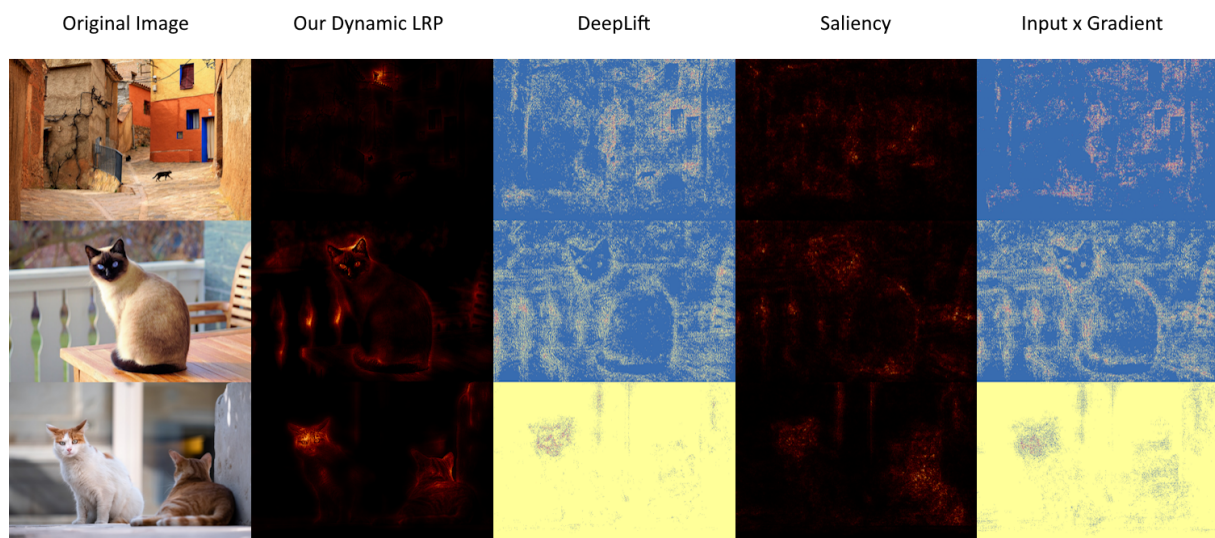 Original Image
Our Dynamic LRP
DeepLift
Saliency
Input x Gradient